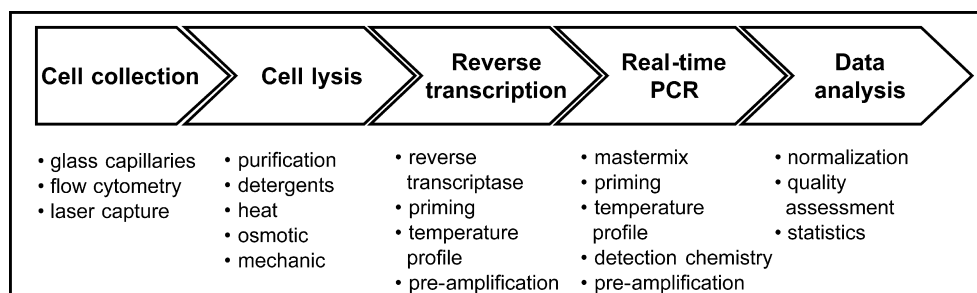 Cell collection
Cell lysis
Reverse
transcription
Real-time
PCR
Data
analysis
• glass capillaries
• flow cytometry
• laser capture
• purification
• detergents
• heat
• osmotic
• mechanic
• reverse
transcriptase
• priming
• temperature
profile
• pre-amplification
• mastermix
• priming
• temperature
profile
• detection chemistry
• pre-amplification
• normalization
• quality
assessment
• statistics